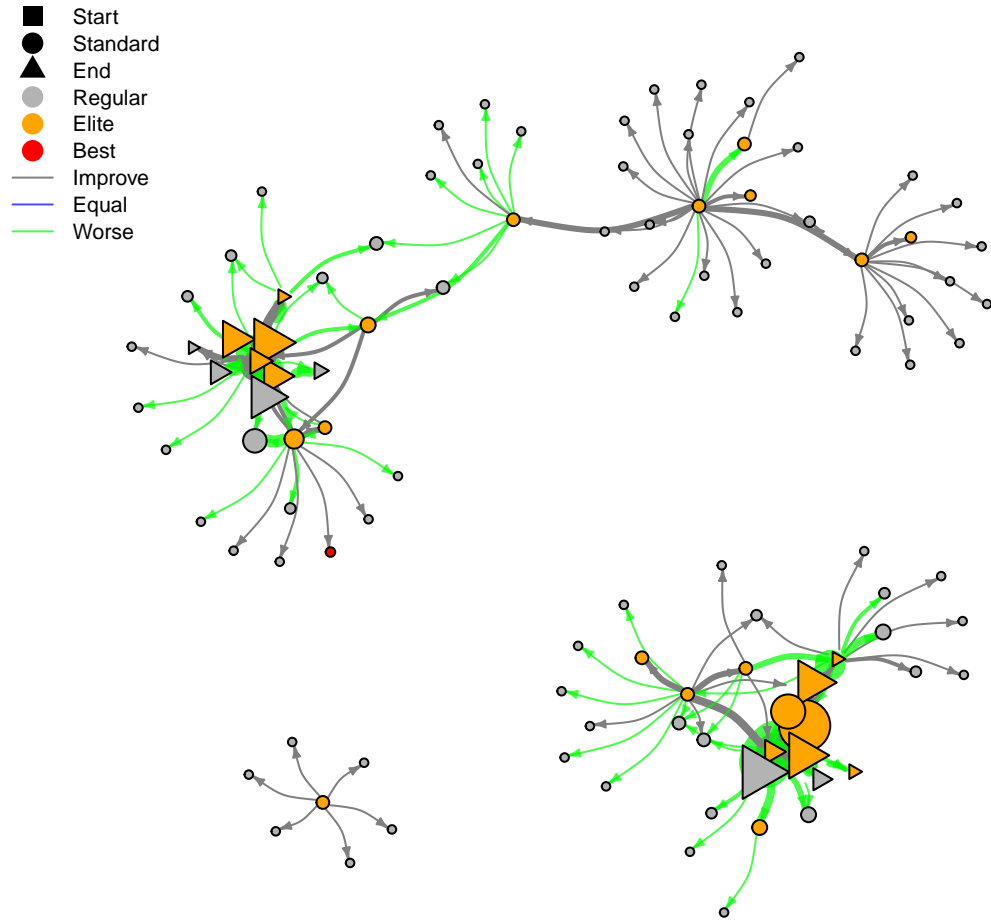 Start
Standard
End
Regular
Elite
Best
Improve
Equal
Worse